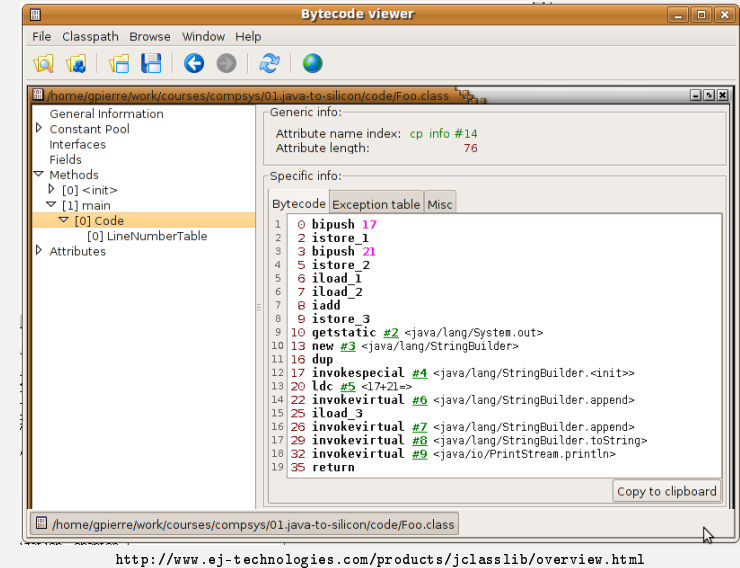 Bytecode viewer
File Classpath Browse Window Help
/home/gpierre/work/courses/compsys/01.java-to-silicon/code/Foo.class
General Information
Constant Pool
Interfaces
Fields
Methods
[0] <init>
[1] main
[0] Code
[0] LineNumberTable
Attributes
Generic info:
Attribute name index: cp info #14
Attribute length: 76
Specific info:
Bytecode Exception table Misc
1 0 bipush 17
2 2 istore_1
3 3 bipush 21
4 5 istore_2
5 6 iload_1
6 7 iload_2
7 8 iadd
8 9 istore_3
9 10 getstatic #2 <java/lang/System.out>
10 13 new #3 <java/lang/StringBuilder>
11 16 dup
12 17 invokespecial #4 <java/lang/StringBuilder.<init>>
13 20 ldc #5 <17+21=>
14 22 invokevirtual #6 <java/lang/StringBuilder.append>
15 25 iload_3
16 26 invokevirtual #7 <java/lang/StringBuilder.append>
17 29 invokevirtual #8 <java/lang/StringBuilder.toString>
18 32 invokevirtual #9 <java/io/PrintStream.println>
19 35 return
Copy to clipboard
/home/gpierre/work/courses/compsys/01.java-to-silicon/code/Foo.class
http://www.ej-technologies.com/products/jclasslib/overview.html